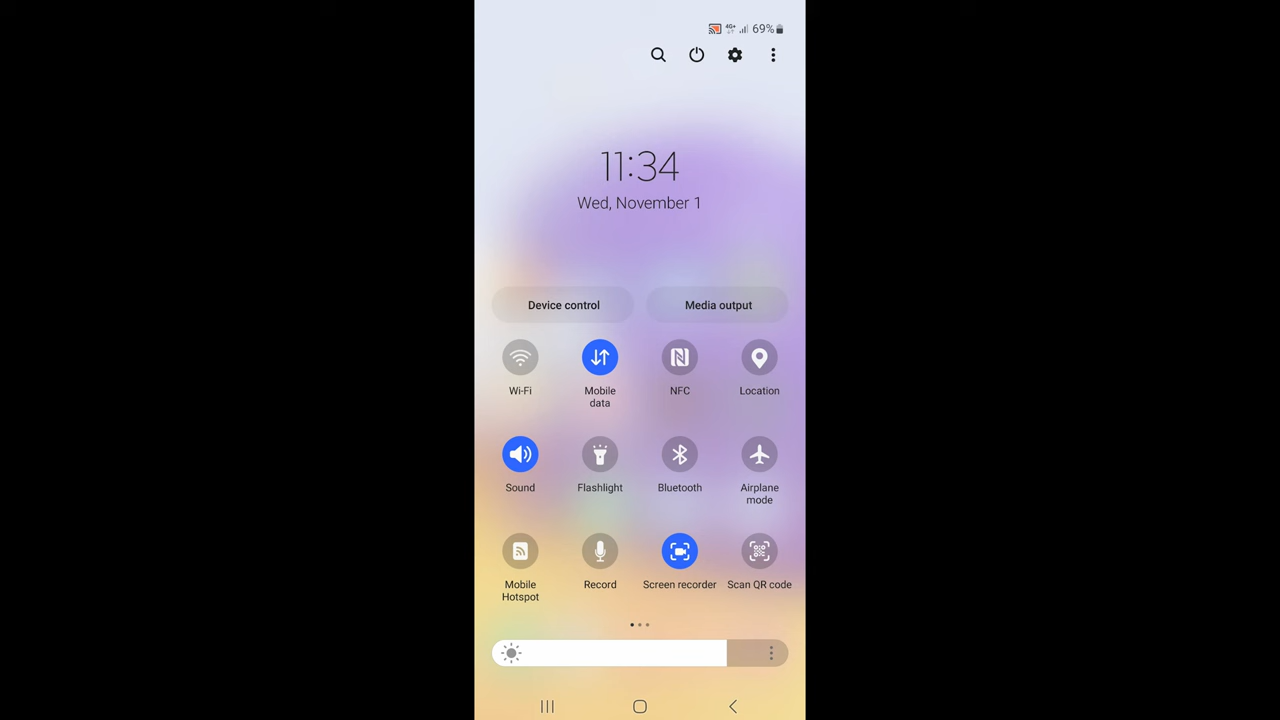 4G+ 69%
11:34
Wed, November 1
Device control Media output
Wi-Fi Mobile data NFC Location
Sound Flashlight Bluetooth Airplane mode
Mobile Hotspot Record Screen recorder Scan QR code